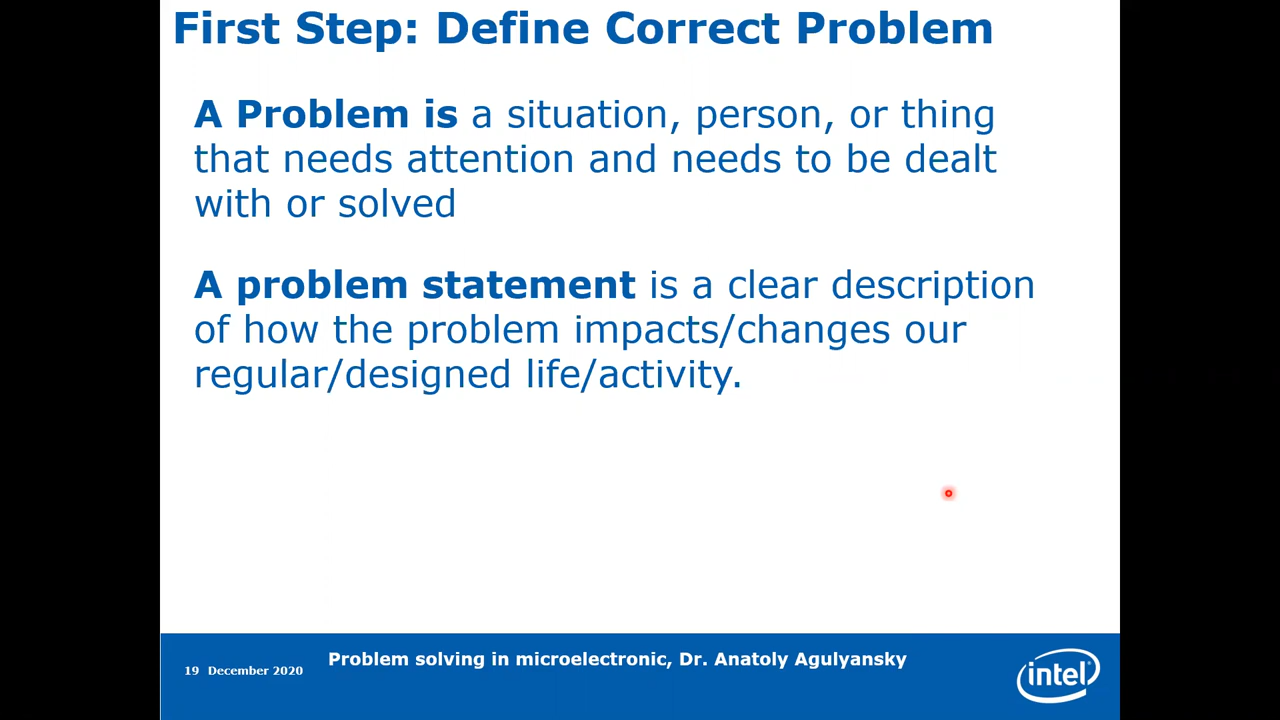 First Step: Define Correct Problem
A Problem is a situation, person, or thing
that needs attention and needs to be dealt
with or solved
A problem statement is a clear description
of how the problem impacts/changes our
regular/designed life/activity.
19 December 2020
Problem solving in microelectronic, Dr. Anatoly Agulyansky
intel